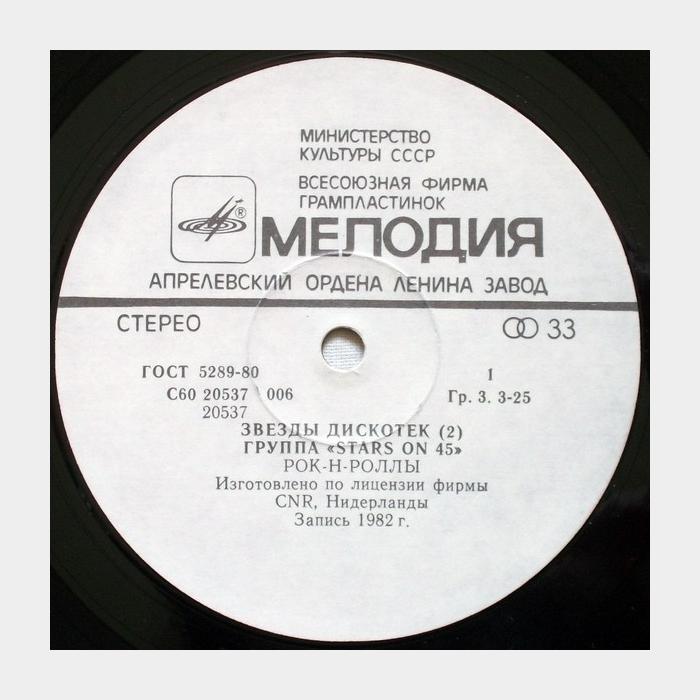 МИНИСТЕРСТВО
КУЛЬТУРЫ СССР
ВСЕСОЮЗНАЯ ФИРМА
ГРАМПЛАСТИНОК
®
МЕЛОДИЯ
АПРЕЛЕВСКИЙ ОРДЕНА ЛЕНИНА ЗАВОД
СТЕРЕО 33
ГОСТ 5289-80 1
С60 20537 006 Гр. 3. 3-25
20537
ЗВЕЗДЫ ДИСКОТЕК (2)
ГРУППА «STARS ON 45»
РОК-Н-РОЛЛЫ
Изготовлено по лицензии фирмы
CNR, Нидерланды
Запись 1982 г.